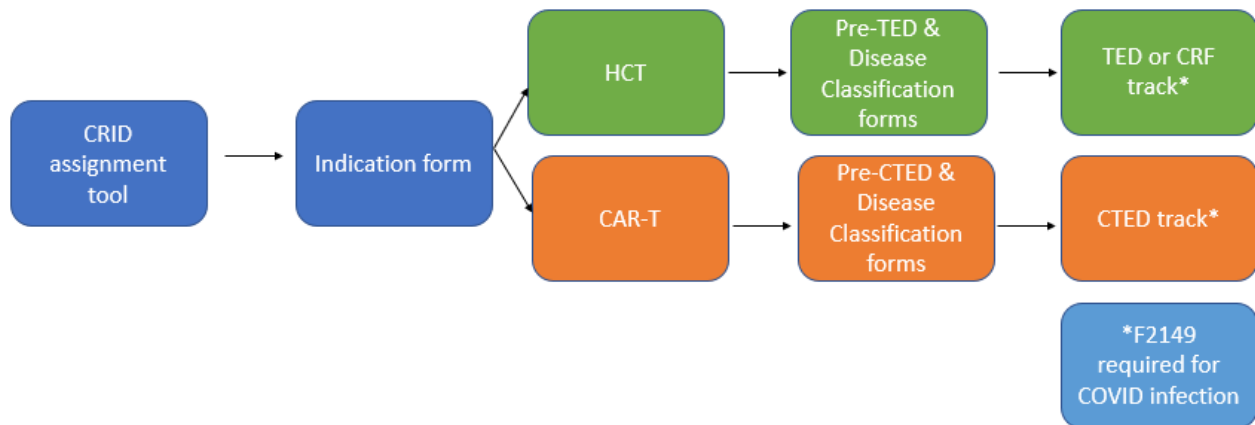 CRID
assignment
tool
Indication form
HCT
Pre-TED &
Disease
Classification
forms
TED or CRF
track*
CAR-T
Pre-CTED &
Disease
Classification
forms
CTED track*
*F2149
required for
COVID infection